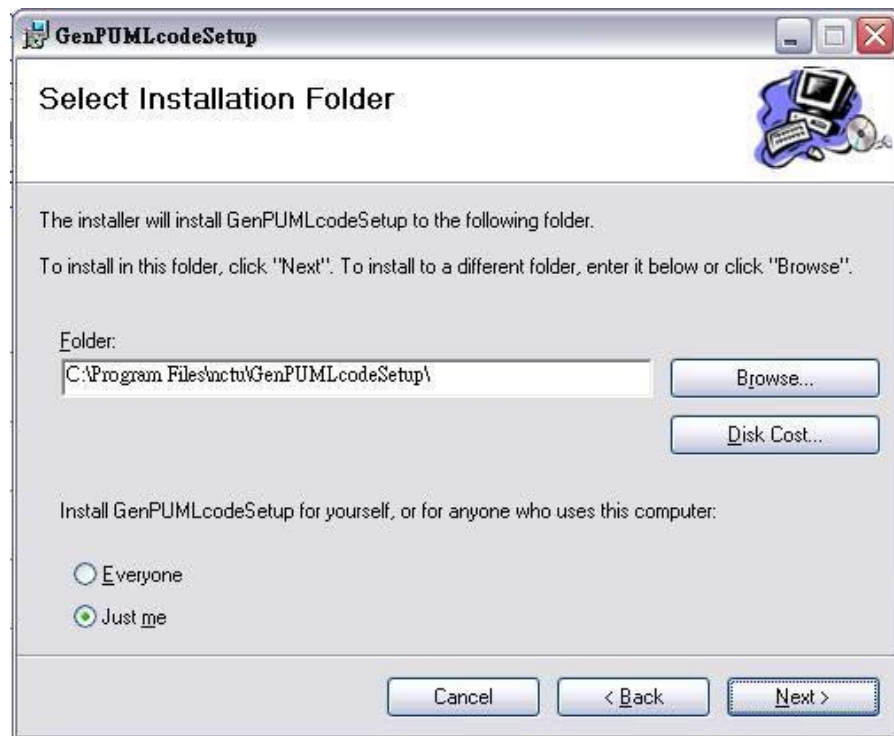 GenPUMLcodeSetup
Select Installation Folder
The installer will install GenPUMLcodeSetup to the following folder.
To install in this folder, click "Next". To install to a different folder, enter it below or click "Browse".
Folder:
C:\Program Files\nctu\GenPUMLcodeSetup\
Browse...
Disk Cost...
Install GenPUMLcodeSetup for yourself, or for anyone who uses this computer:
Everyone
Just me
Cancel
< Back
Next >